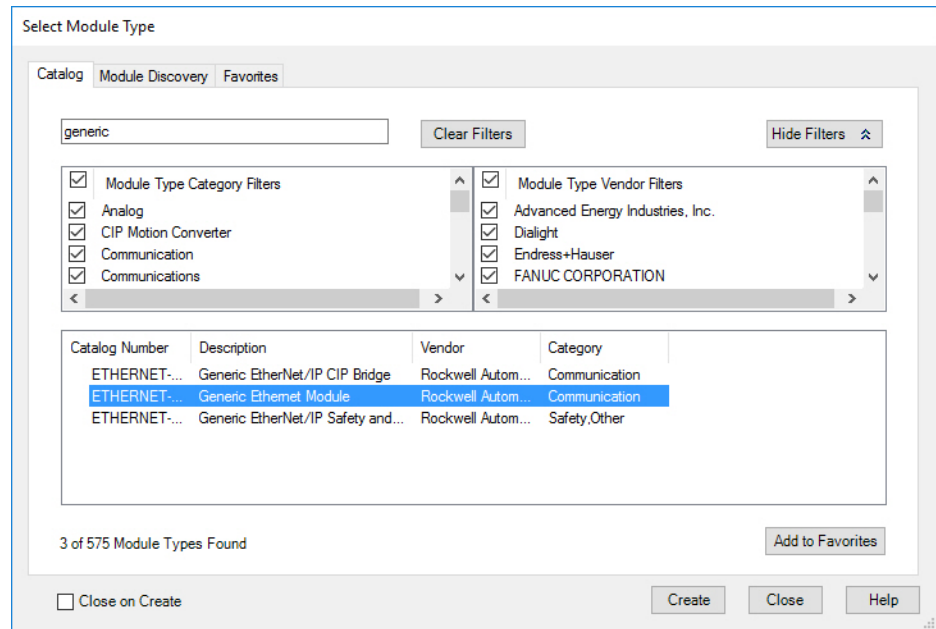 Select Module Type
Catalog Module Discovery Favorites
generic Clear Filters Hide Filters
Module Type Category Filters
Analog
CIP Motion Converter
Communication
Communications
Module Type Vendor Filters
Advanced Energy Industries, Inc.
Dialight
Endress+Hauser
FANUC CORPORATION
Catalog Number Description Vendor Category
ETHERNET-... Generic EtherNet/IP CIP Bridge Rockwell Autom... Communication
ETHERNET-... Generic Ethernet Module Rockwell Autom... Communication
ETHERNET-... Generic EtherNet/IP Safety and... Rockwell Autom... Safety,Other
3 of 575 Module Types Found Add to Favorites
Close on Create Create Close Help